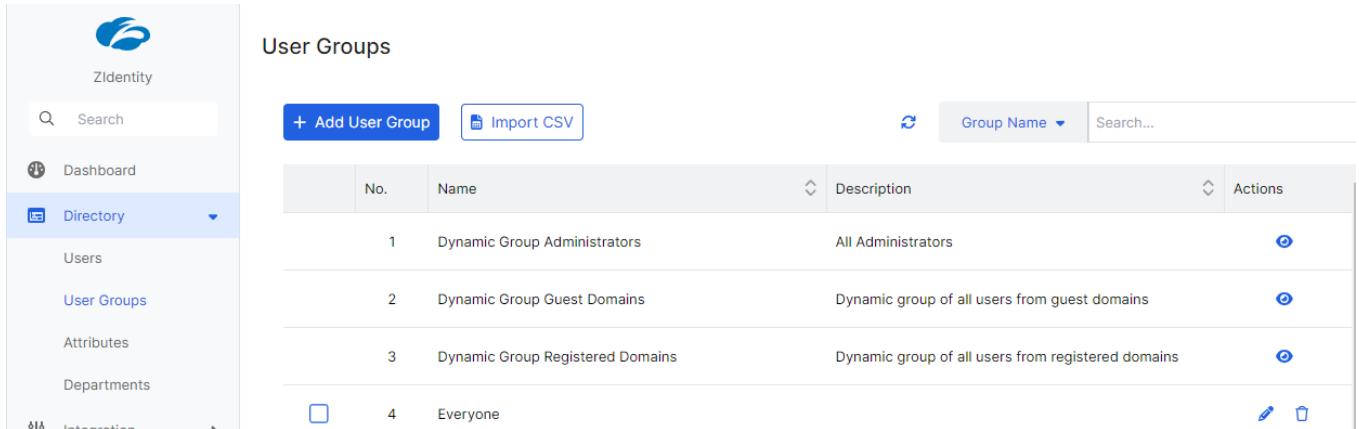 ZIdentity
Search
Dashboard
Directory
Users
User Groups
Attributes
Departments
Integration
User Groups
+ Add User Group Import CSV Group Name Search...
No. Name Description Actions
1 Dynamic Group Administrators All Administrators
2 Dynamic Group Guest Domains Dynamic group of all users from guest domains
3 Dynamic Group Registered Domains Dynamic group of all users from registered domains
4 Everyone